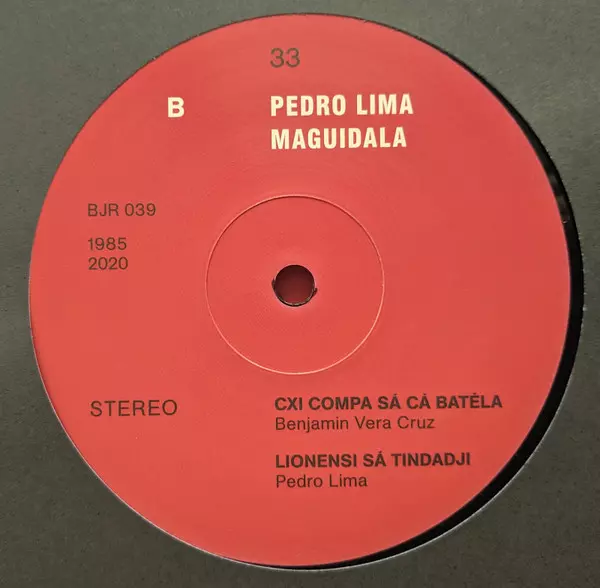 33
B
PEDRO LIMA
MAGUIDALA
BJR 039
1985
2020
STEREO
CXI COMPA SÁ CÁ BATÉLA
Benjamin Vera Cruz
LIONENSI SÁ TINDADJI
Pedro Lima